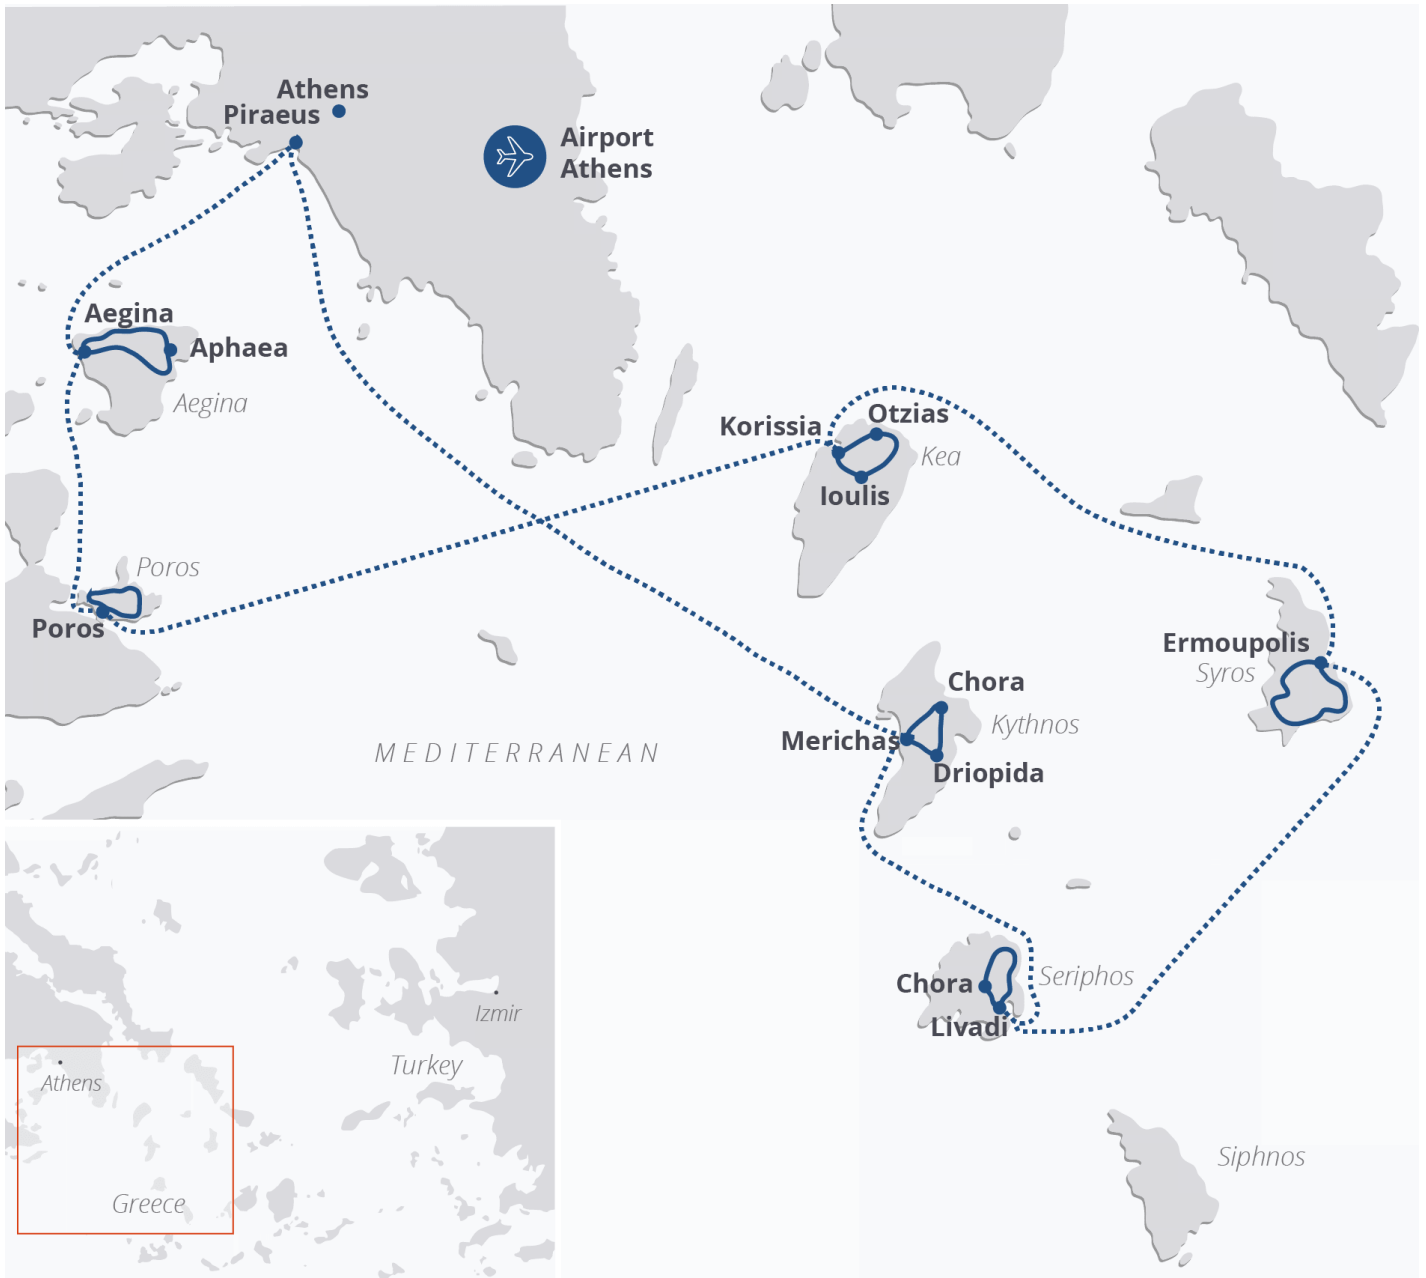 Athens
Piraeus
Airport
Athens
Aegina
Aphaea
Aegina
Otzias
Korissia
Kea
Ioulis
Poros
Poros
Ermoupolis
Syros
Chora
Kythnos
Merichas
MEDITERRANEAN
Driopida
Seriphos
Chora
Livadi
Izmir
Turkey
Athens
Siphnos
Greece